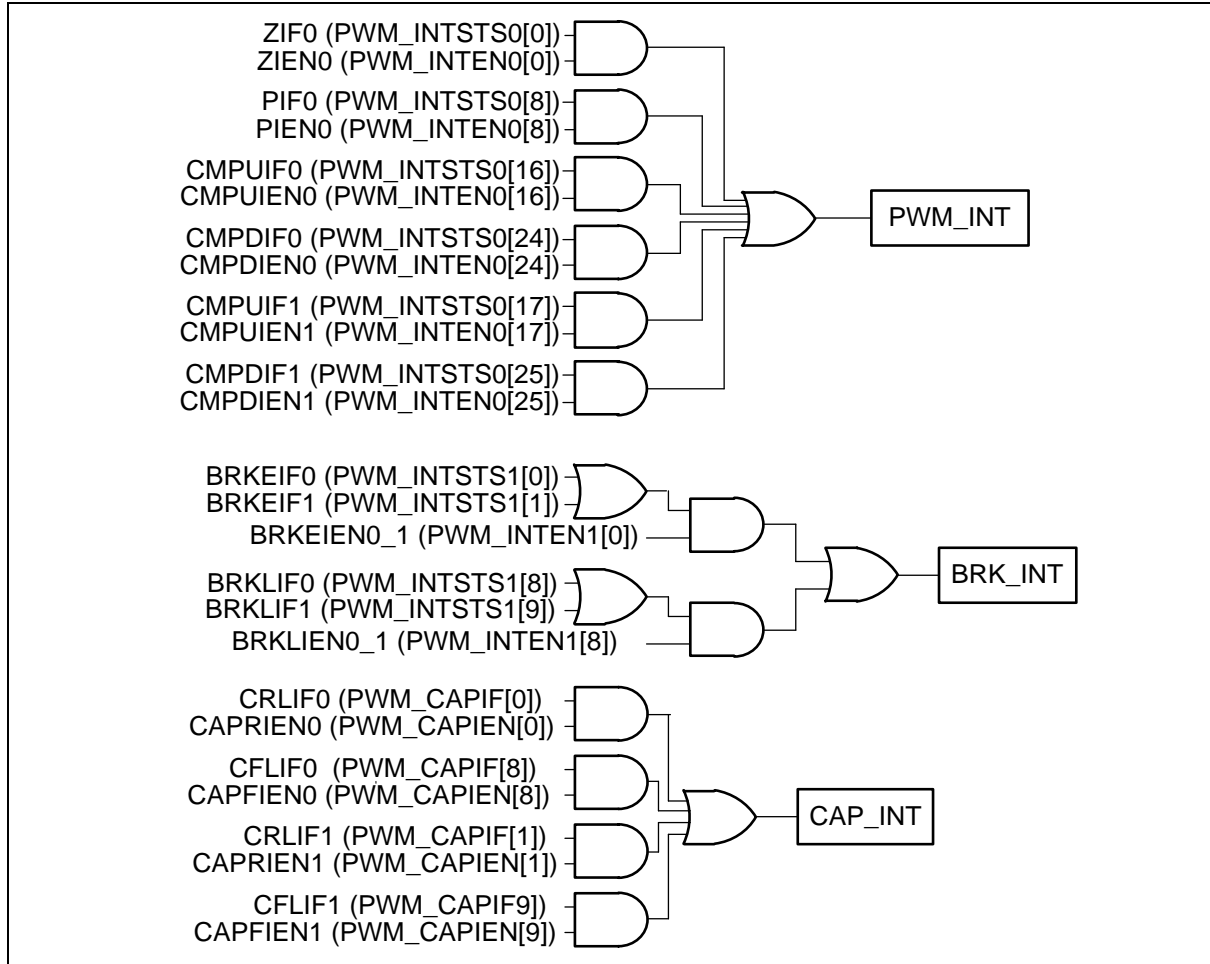 ZIF0 (PWM_INTSTS0[0])
ZIEN0 (PWM_INTEN0[0])
PIF0 (PWM_INTSTS0[8])
PIEN0 (PWM_INTEN0[8])
CMPUIF0 (PWM_INTSTS0[16])
CMPUIEN0 (PWM_INTEN0[16])
CMPDIF0 (PWM_INTSTS0[24])
CMPDIEN0 (PWM_INTEN0[24])
CMPUIF1 (PWM_INTSTS0[17])
CMPUIEN1 (PWM_INTEN0[17])
CMPDIF1 (PWM_INTSTS0[25])
CMPDIEN1 (PWM_INTEN0[25])
PWM_INT
BRKEIF0 (PWM_INTSTS1[0])
BRKEIF1 (PWM_INTSTS1[1])
BRKEIEN0_1 (PWM_INTEN1[0])
BRKLIF0 (PWM_INTSTS1[8])
BRKLIF1 (PWM_INTSTS1[9])
BRKLIEN0_1 (PWM_INTEN1[8])
BRK_INT
CRLIF0 (PWM_CAPIF[0])
CAPRIEN0 (PWM_CAPIEN[0])
CFLIF0 (PWM_CAPIF[8])
CAPFIEN0 (PWM_CAPIEN[8])
CRLIF1 (PWM_CAPIF[1])
CAPRIEN1 (PWM_CAPIEN[1])
CFLIF1 (PWM_CAPIF9])
CAPFIEN1 (PWM_CAPIEN[9])
CAP_INT